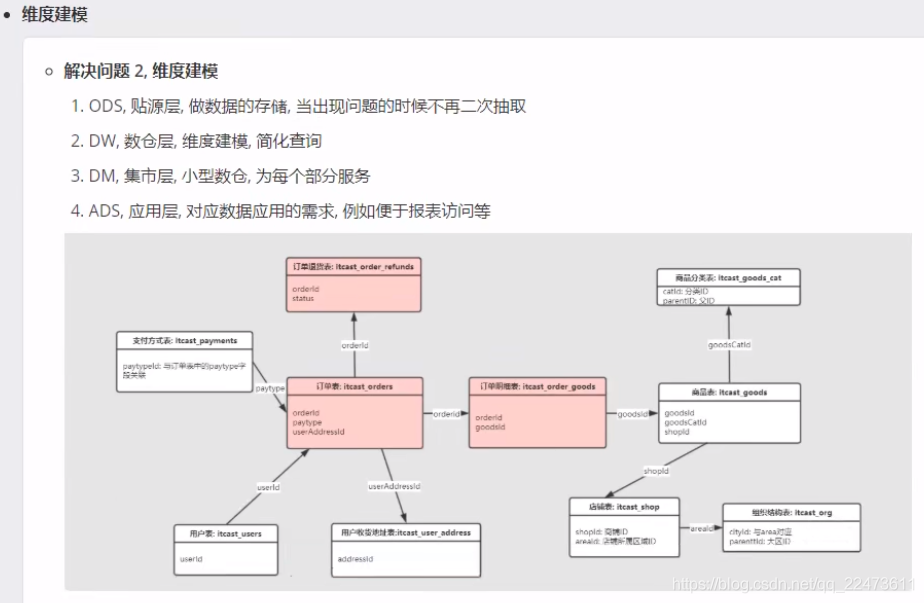 维度建模
解决问题 2, 维度建模
1. ODS, 贴源层, 做数据的存储, 当出现问题的时候不再二次抽取
2. DW, 数仓层, 维度建模, 简化查询
3. DM, 集市层, 小型数仓, 为每个部分服务
4. ADS, 应用层, 对应数据应用的需求, 例如便于报表访问等
订单退货表: itcast_order_refunds
orderId
status
商品分类表: itcast_goods_cat
catId: 分类ID
parentID: 父ID
支付方式表: itcast_payments
paytypeId: 与订单表中的paytype字
段关联
orderId
goodsCatId
paytype
订单表: itcast_orders
orderId
paytype
userAddressId
orderId
订单明细表: itcast_order_goods
orderId
goodsId
goodsId
商品表: itcast_goods
goodsId
goodsCatId
shopId
userId
userAddressId
shopId
用户表: itcast_users
userId
用户收货地址表:itcast_user_address
addressId
店铺表: itcast_shop
shopId: 商铺ID
areaId: 店铺所属区域ID
areaId
组织结构表: itcast_org
cityId: 与area对应
parentId: 大区ID
https://blog.csdn.net/qq_22473611